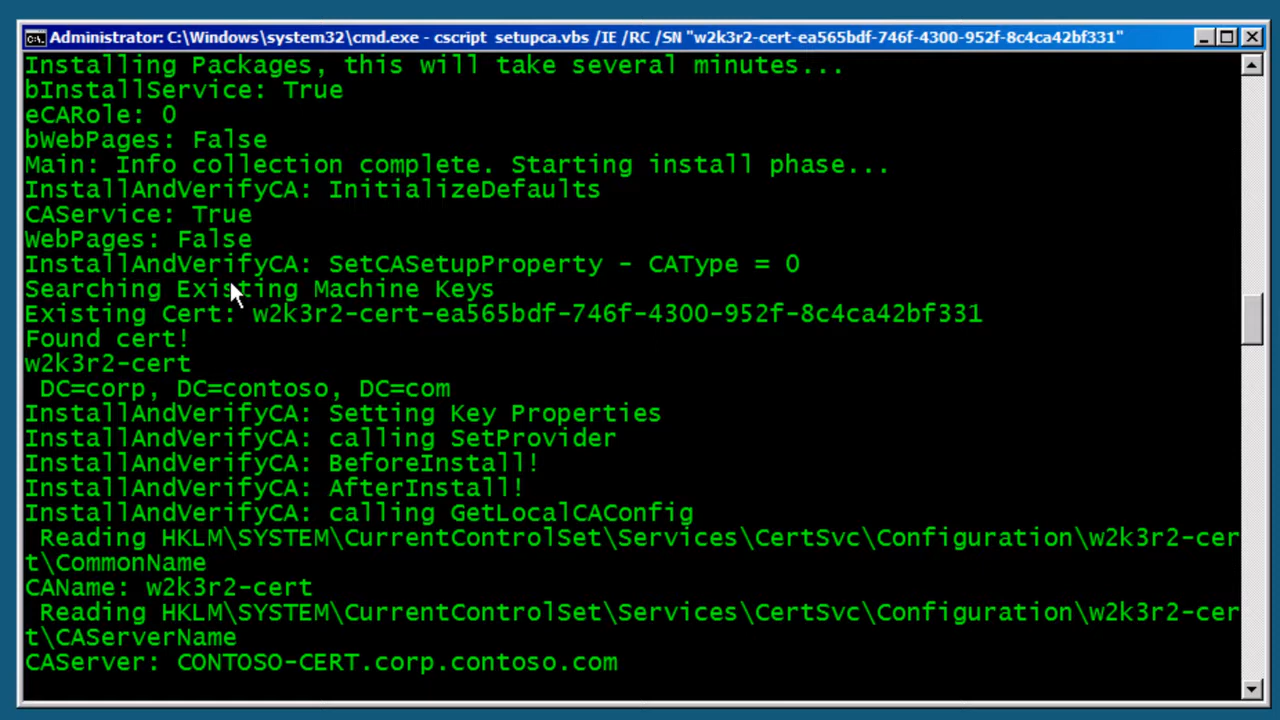 Administrator: C:\Windows\system32\cmd.exe - cscript  setupca.vbs /IE /RC /SN "w2k3r2-cert-ea565bdf-746f-4300-952f-8c4ca42bf331"
Installing Packages, this will take several minutes...
bInstallService: True
eCARole: 0
bWebPages: False
Main: Info collection complete. Starting install phase...
InstallAndVerifyCA: InitializeDefaults
CAService: True
WebPages: False
InstallAndVerifyCA: SetCASetupProperty - CAType = 0
Searching Existing Machine Keys
Existing Cert: w2k3r2-cert-ea565bdf-746f-4300-952f-8c4ca42bf331
Found cert!
w2k3r2-cert
 DC=corp, DC=contoso, DC=com
InstallAndVerifyCA: Setting Key Properties
InstallAndVerifyCA: calling SetProvider
InstallAndVerifyCA: BeforeInstall!
InstallAndVerifyCA: AfterInstall!
InstallAndVerifyCA: calling GetLocalCAConfig
 Reading HKLM\SYSTEM\CurrentControlSet\Services\CertSvc\Configuration\w2k3r2-cer
t\CommonName
CAName: w2k3r2-cert
 Reading HKLM\SYSTEM\CurrentControlSet\Services\CertSvc\Configuration\w2k3r2-cer
t\CAServerName
CAServer: CONTOSO-CERT.corp.contoso.com